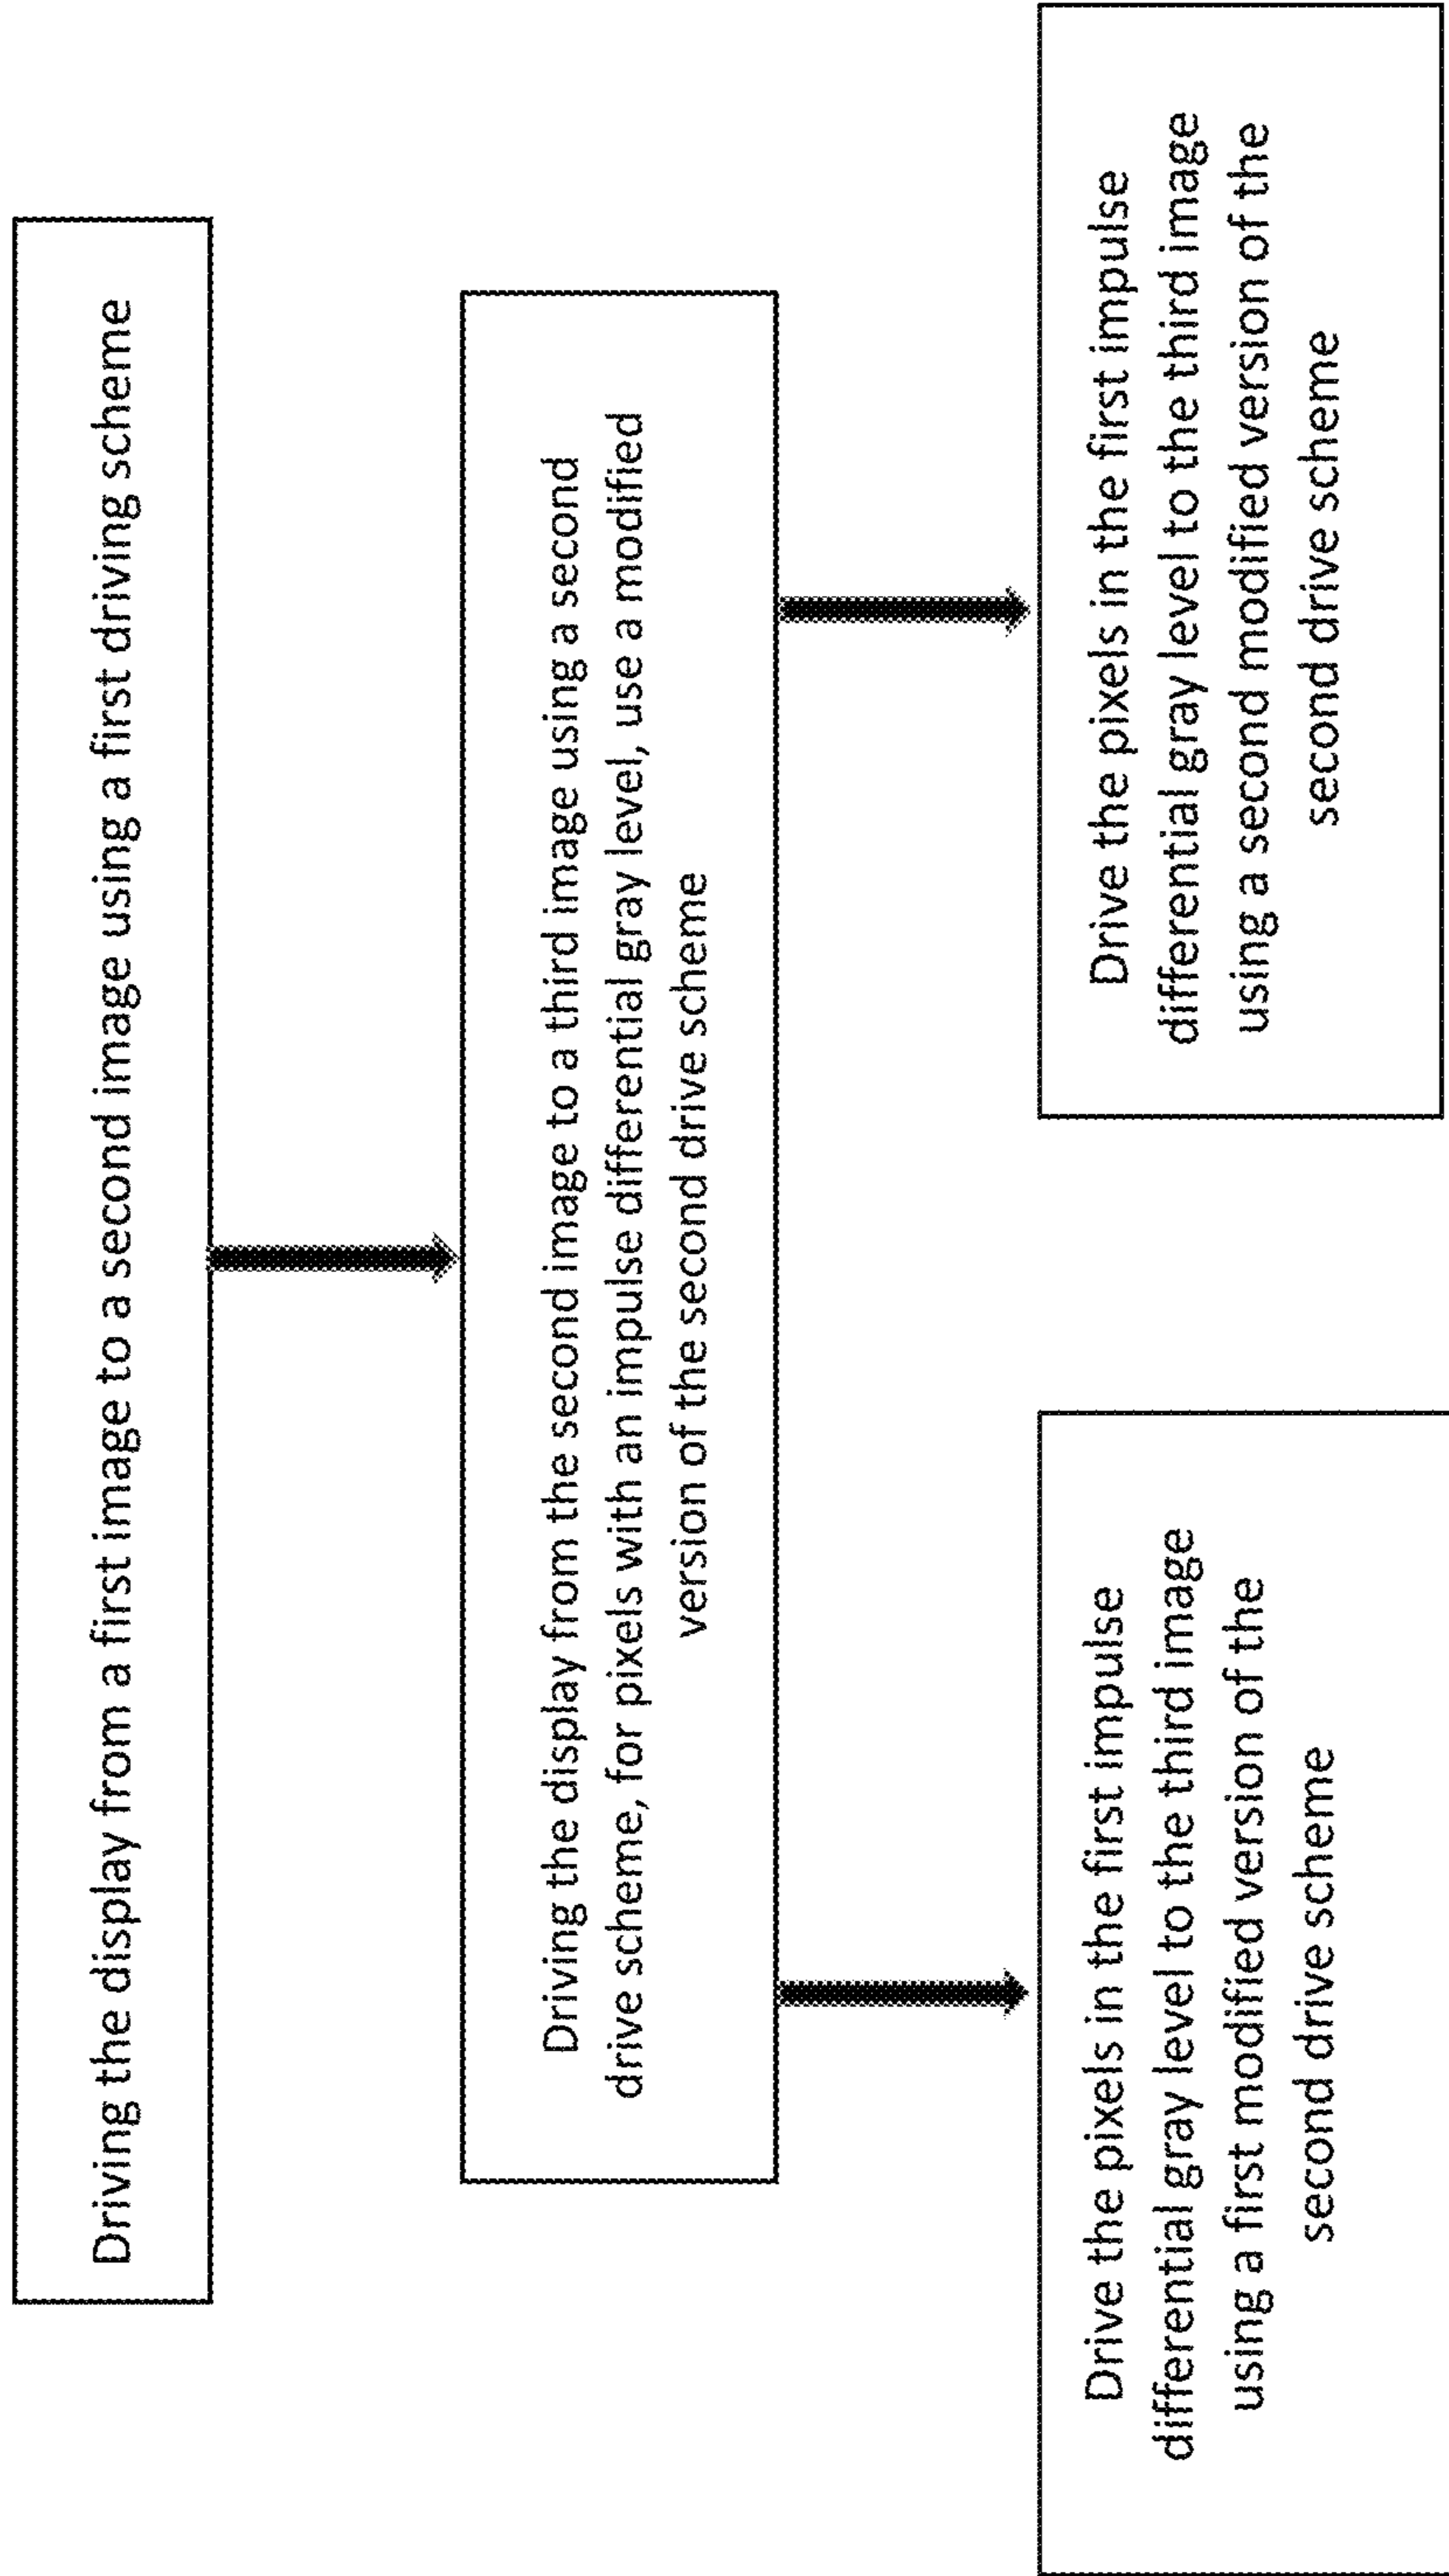 Driving the display from a first image to a second image using a first driving scheme
Driving the display from the second image to a third image using a second
drive scheme, for pixels with an impulse differential gray level, use a modified
version of the second drive scheme
Drive the pixels in the first impulse
differential gray level to the third image
using a first modified version of the
second drive scheme
Drive the pixels in the first impulse
differential gray level to the third image
using a second modified version of the
second drive scheme